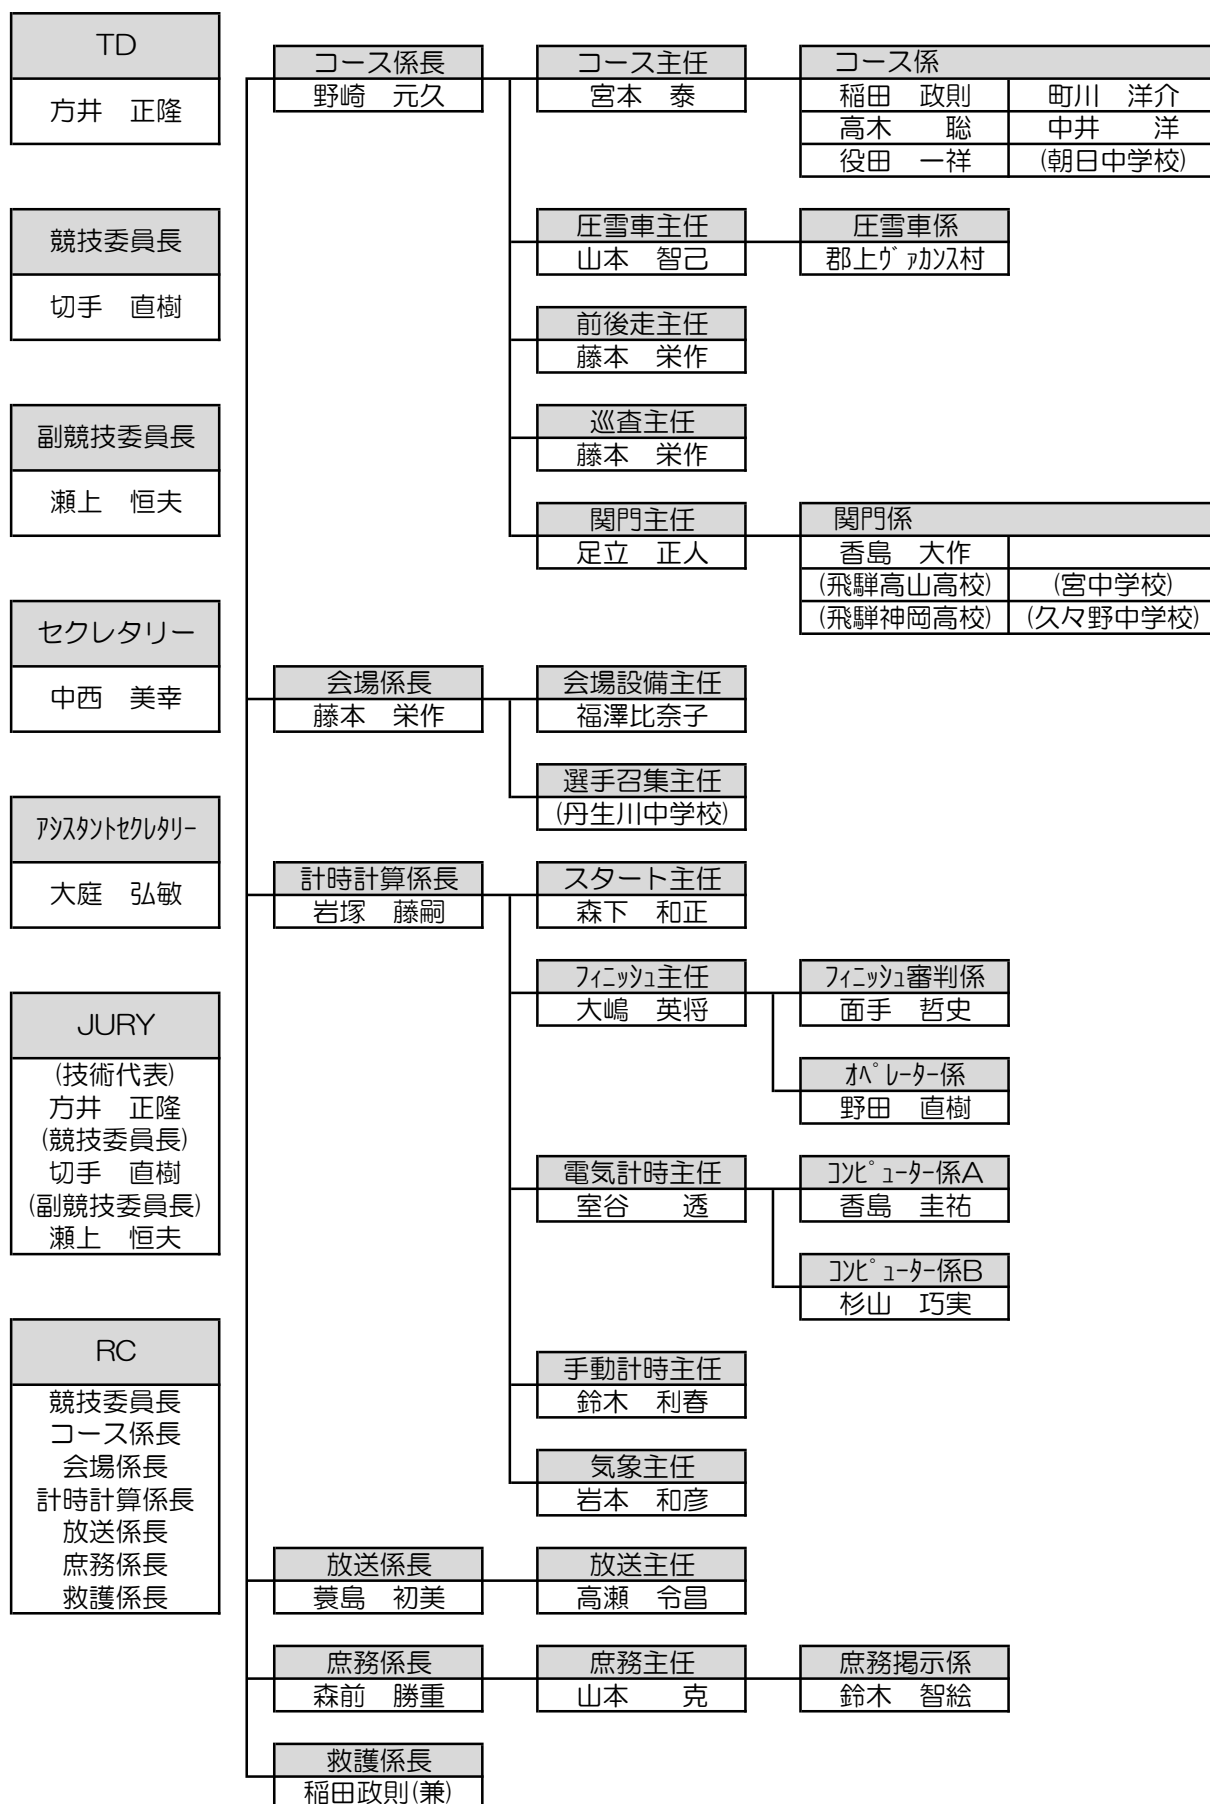 TD
方井　正隆
競技委員長
切手　直樹
副競技委員長
瀬上　恒夫
セクレタリー
中西　美幸
ｱｼｽﾀﾝﾄｾｸﾚﾀﾘｰ
大庭　弘敏
JURY
(技術代表)
方井　正隆
(競技委員長)
切手　直樹
(副競技委員長)
瀬上　恒夫
RC
競技委員長
コース係長
会場係長
計時計算係長
放送係長
庶務係長
救護係長
コース係長
野崎　元久
コース主任
宮本　泰
コース係
稲田　政則　町川　洋介
高木　　聡　中井　　洋
役田　一祥　(朝日中学校)
圧雪車主任
山本　智己
圧雪車係
郡上ｳﾞｧｶﾝｽ村
前後走主任
藤本　栄作
巡査主任
藤本　栄作
関門主任
足立　正人
関門係
香島　大作
(飛騨高山高校)　(宮中学校)
(飛騨神岡高校)　(久々野中学校)
会場係長
藤本　栄作
会場設備主任
福澤比奈子
選手召集主任
(丹生川中学校)
計時計算係長
岩塚　藤嗣
スタート主任
森下　和正
ﾌｨﾆｯｼｭ主任
大嶋　英将
ﾌｨﾆｯｼｭ審判係
面手　哲史
ｵﾍﾟﾚｰﾀｰ係
野田　直樹
電気計時主任
室谷　　透
ｺﾝﾋﾟｭｰﾀｰ係A
香島　圭祐
ｺﾝﾋﾟｭｰﾀｰ係B
杉山　巧実
手動計時主任
鈴木　利春
気象主任
岩本　和彦
放送係長
蓑島　初美
放送主任
高瀬　令昌
庶務係長
森前　勝重
庶務主任
山本　　克
庶務掲示係
鈴木　智絵
救護係長
稲田政則(兼)